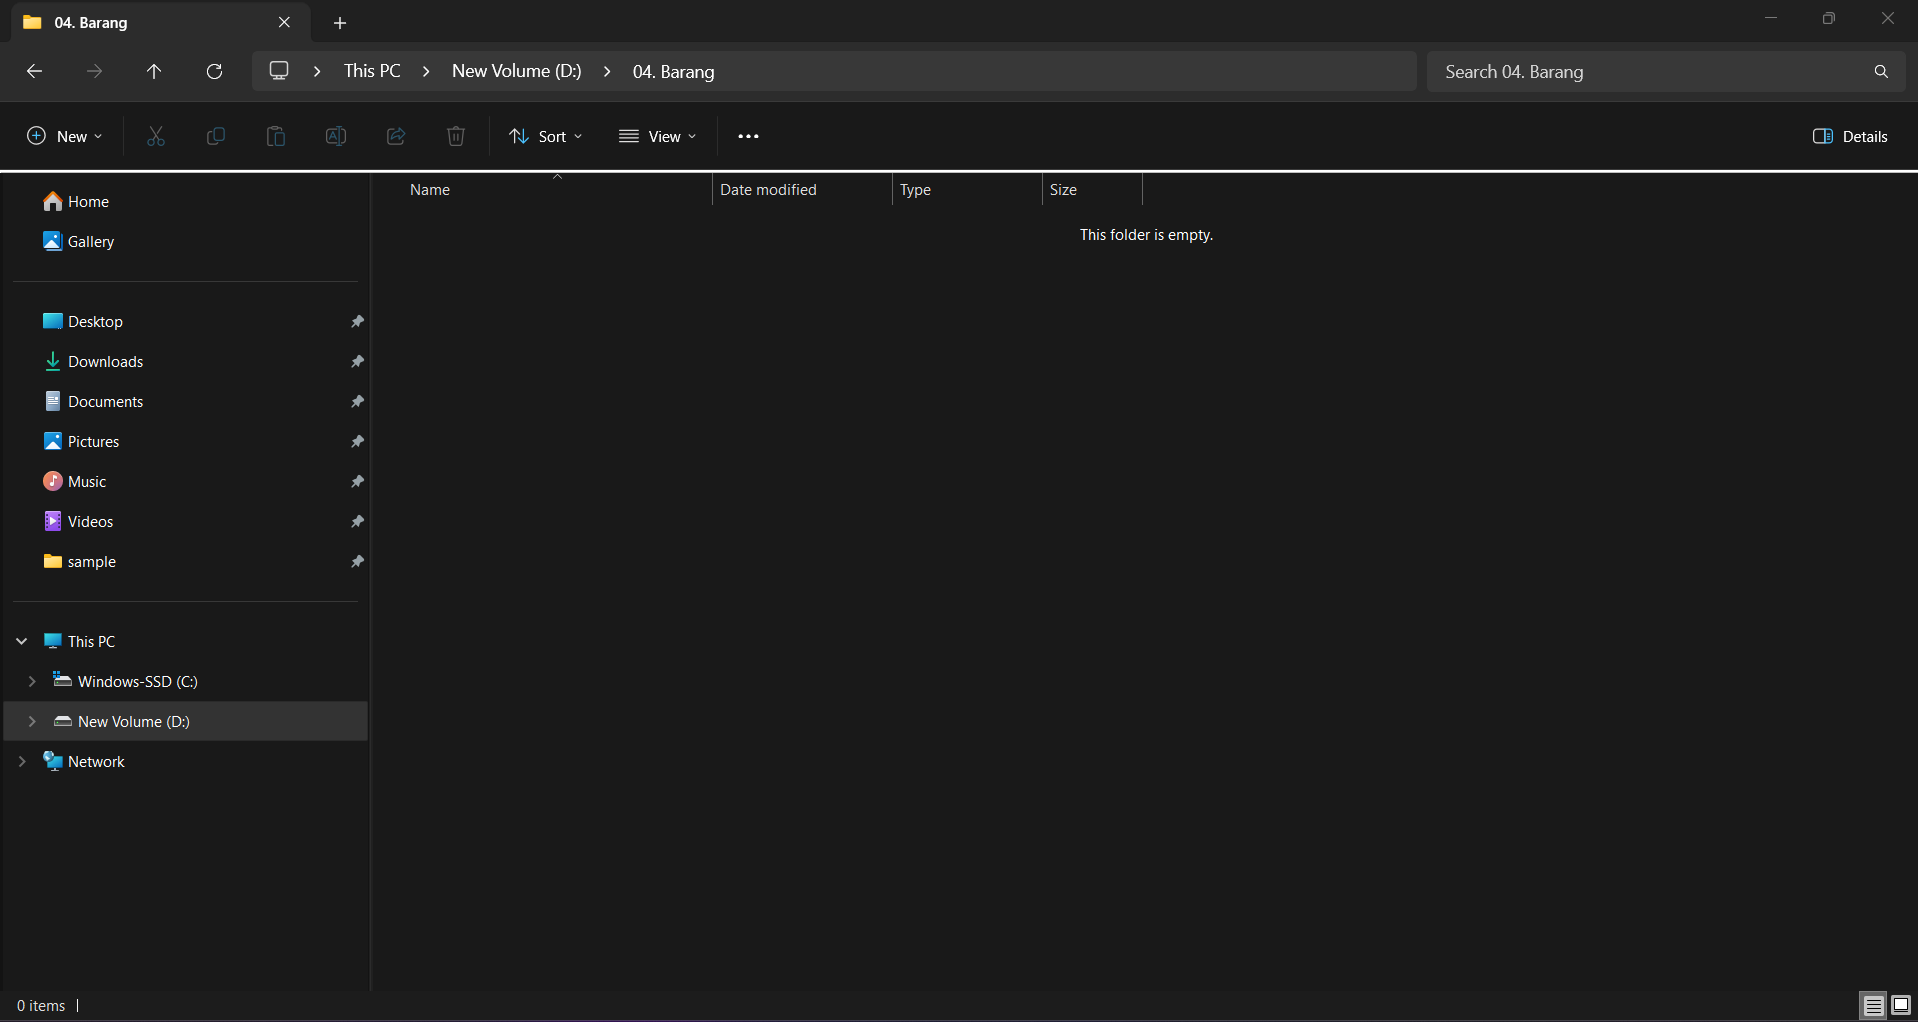 04. Barang
This PC > New Volume (D:) > 04. Barang
Search 04. Barang
New
Sort
View
Details
Name
Date modified
Type
Size
This folder is empty.
Home
Gallery
Desktop
Downloads
Documents
Pictures
Music
Videos
sample
This PC
Windows-SSD (C:)
New Volume (D:)
Network
0 items